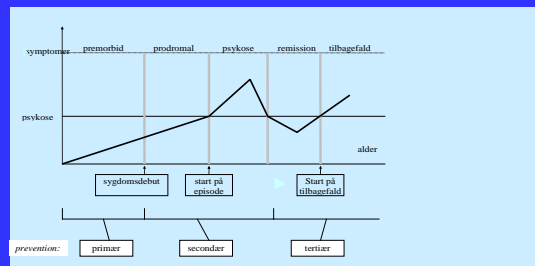 symptomer premorbid prodromal psykose remission tilbagefald
psykose
alder
sygdomsdebut
start på
episode
Start på
tilbagefald
prevention: primær secondær tertiær